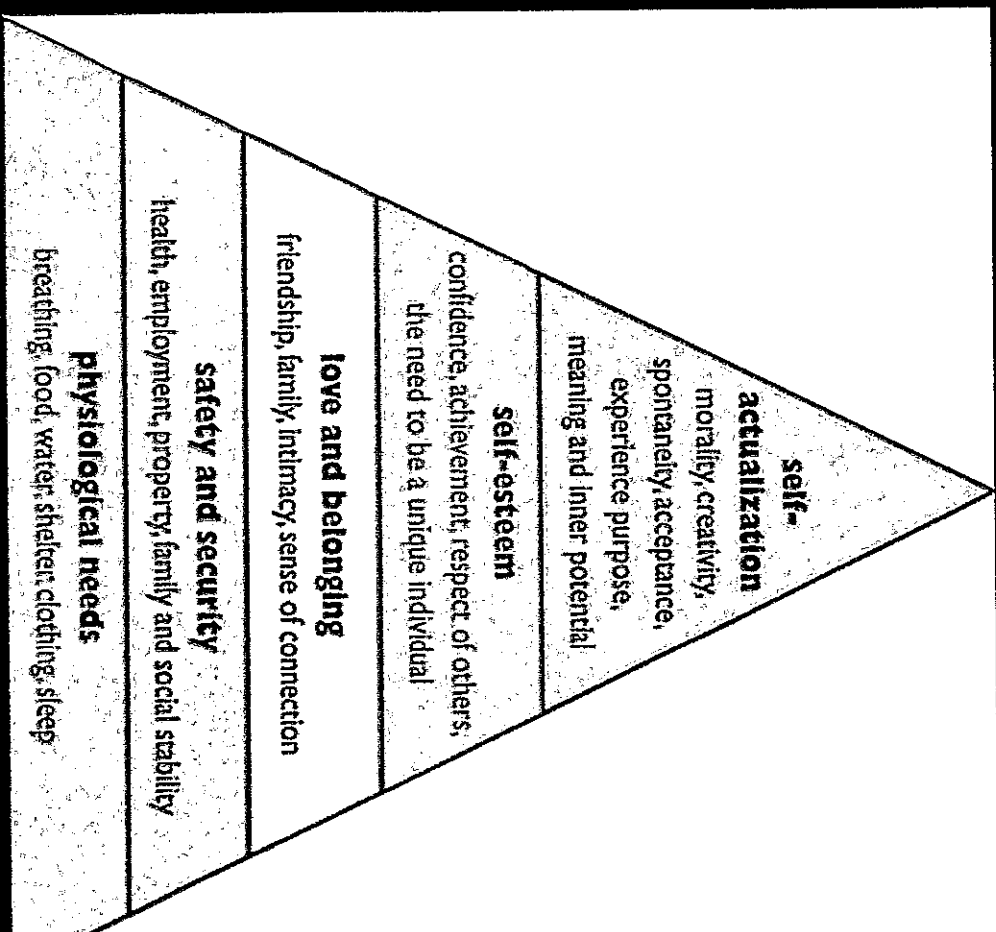 self-
actualization
morality, creativity,
spontaneity, acceptance,
experience purpose,
meaning and inner potential
self-esteem
confidence, achievement, respect of others,
the need to be a unique individual
love and belonging
friendship, family, intimacy, sense of connection
safety and security
health, employment, property, family and social stability
physiological needs
breathing, food, water, shelter, clothing, sleep